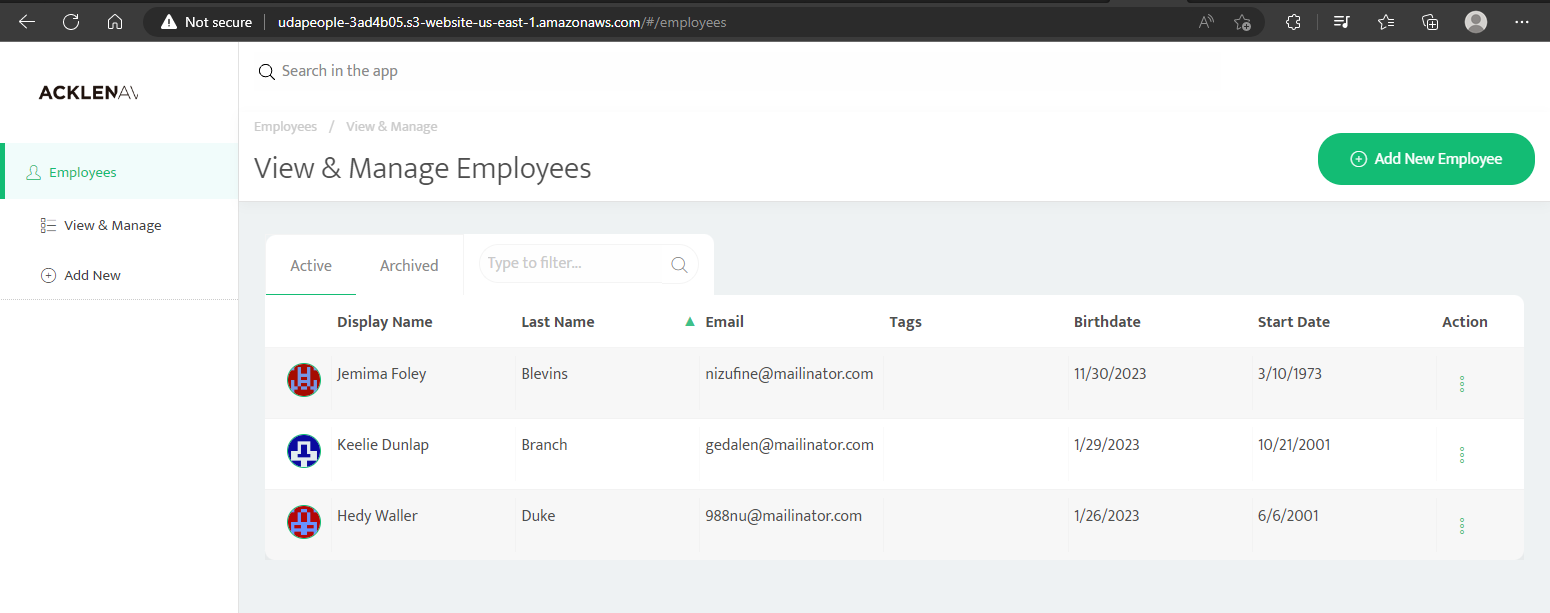 Not secure | udapeople-3ad4b05.s3-website-us-east-1.amazonaws.com/#/employees
ACKLENAV
Search in the app
Employees / View & Manage
View & Manage Employees
Add New Employee
Employees
View & Manage
Add New
Active Archived Type to filter...
Display Name Last Name Email Tags Birthdate Start Date Action
Jemima Foley Blevins nizufine@mailinator.com 11/30/2023 3/10/1973
Keelie Dunlap Branch gedalen@mailinator.com 1/29/2023 10/21/2001
Hedy Waller Duke 988nu@mailinator.com 1/26/2023 6/6/2001